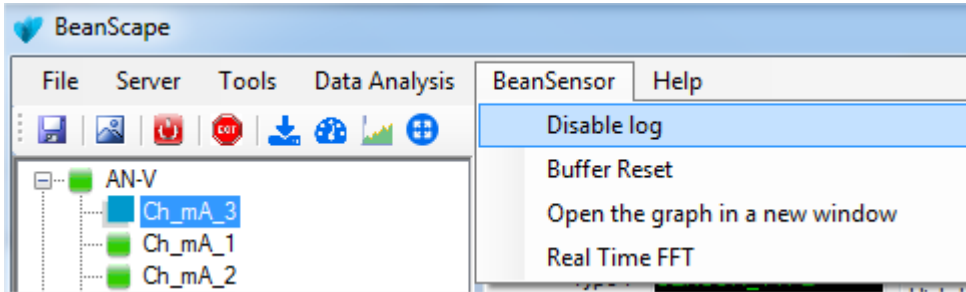 BeanScape
File Server Tools Data Analysis BeanSensor Help
Disable log
Buffer Reset
Open the graph in a new window
Real Time FFT
AN-V
Ch_mA_3
Ch_mA_1
Ch_mA_2